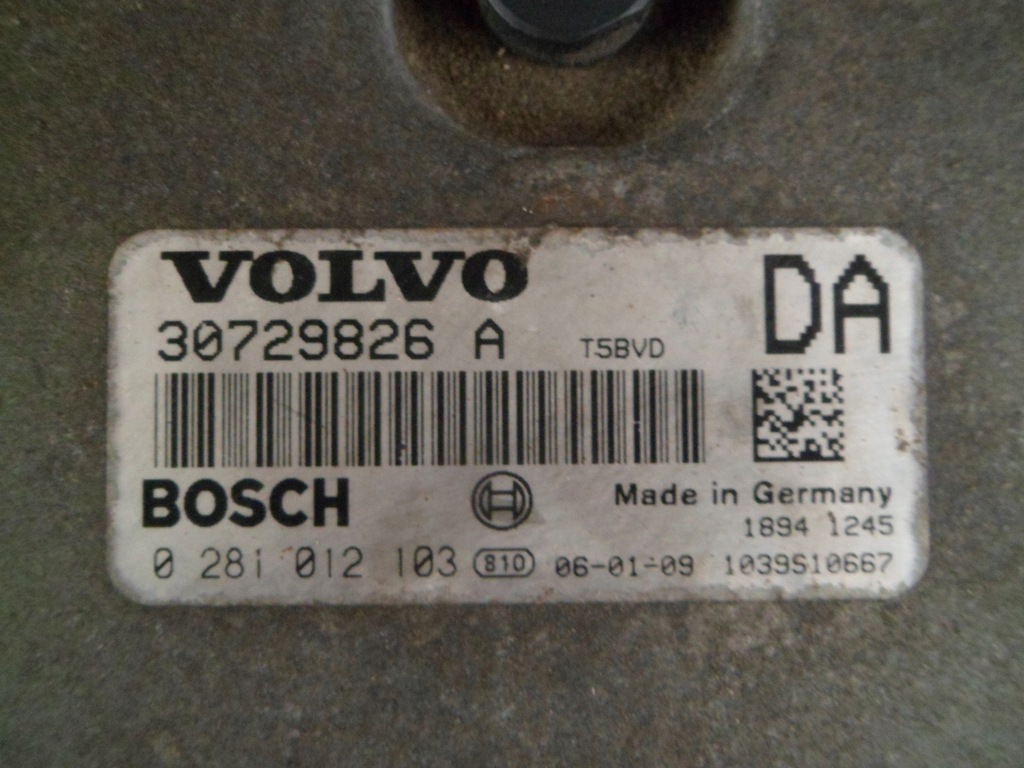 VOLVO
30729826 A T5BVD DA
BOSCH Made in Germany
1894 1245
0 281 012 103 810 06-01-09 1039S10667